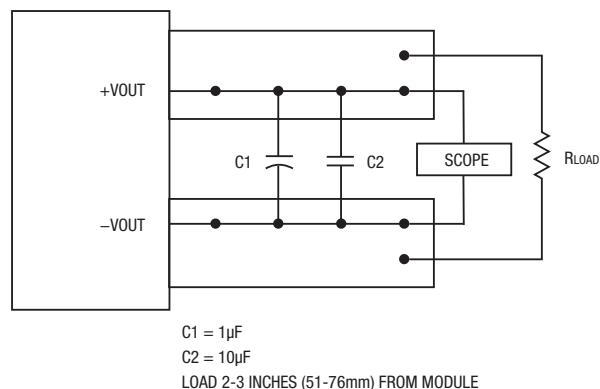 +VOUT
C1
C2
SCOPE
RLOAD
−VOUT
C1 = 1µF
C2 = 10µF
LOAD 2-3 INCHES (51-76mm) FROM MODULE